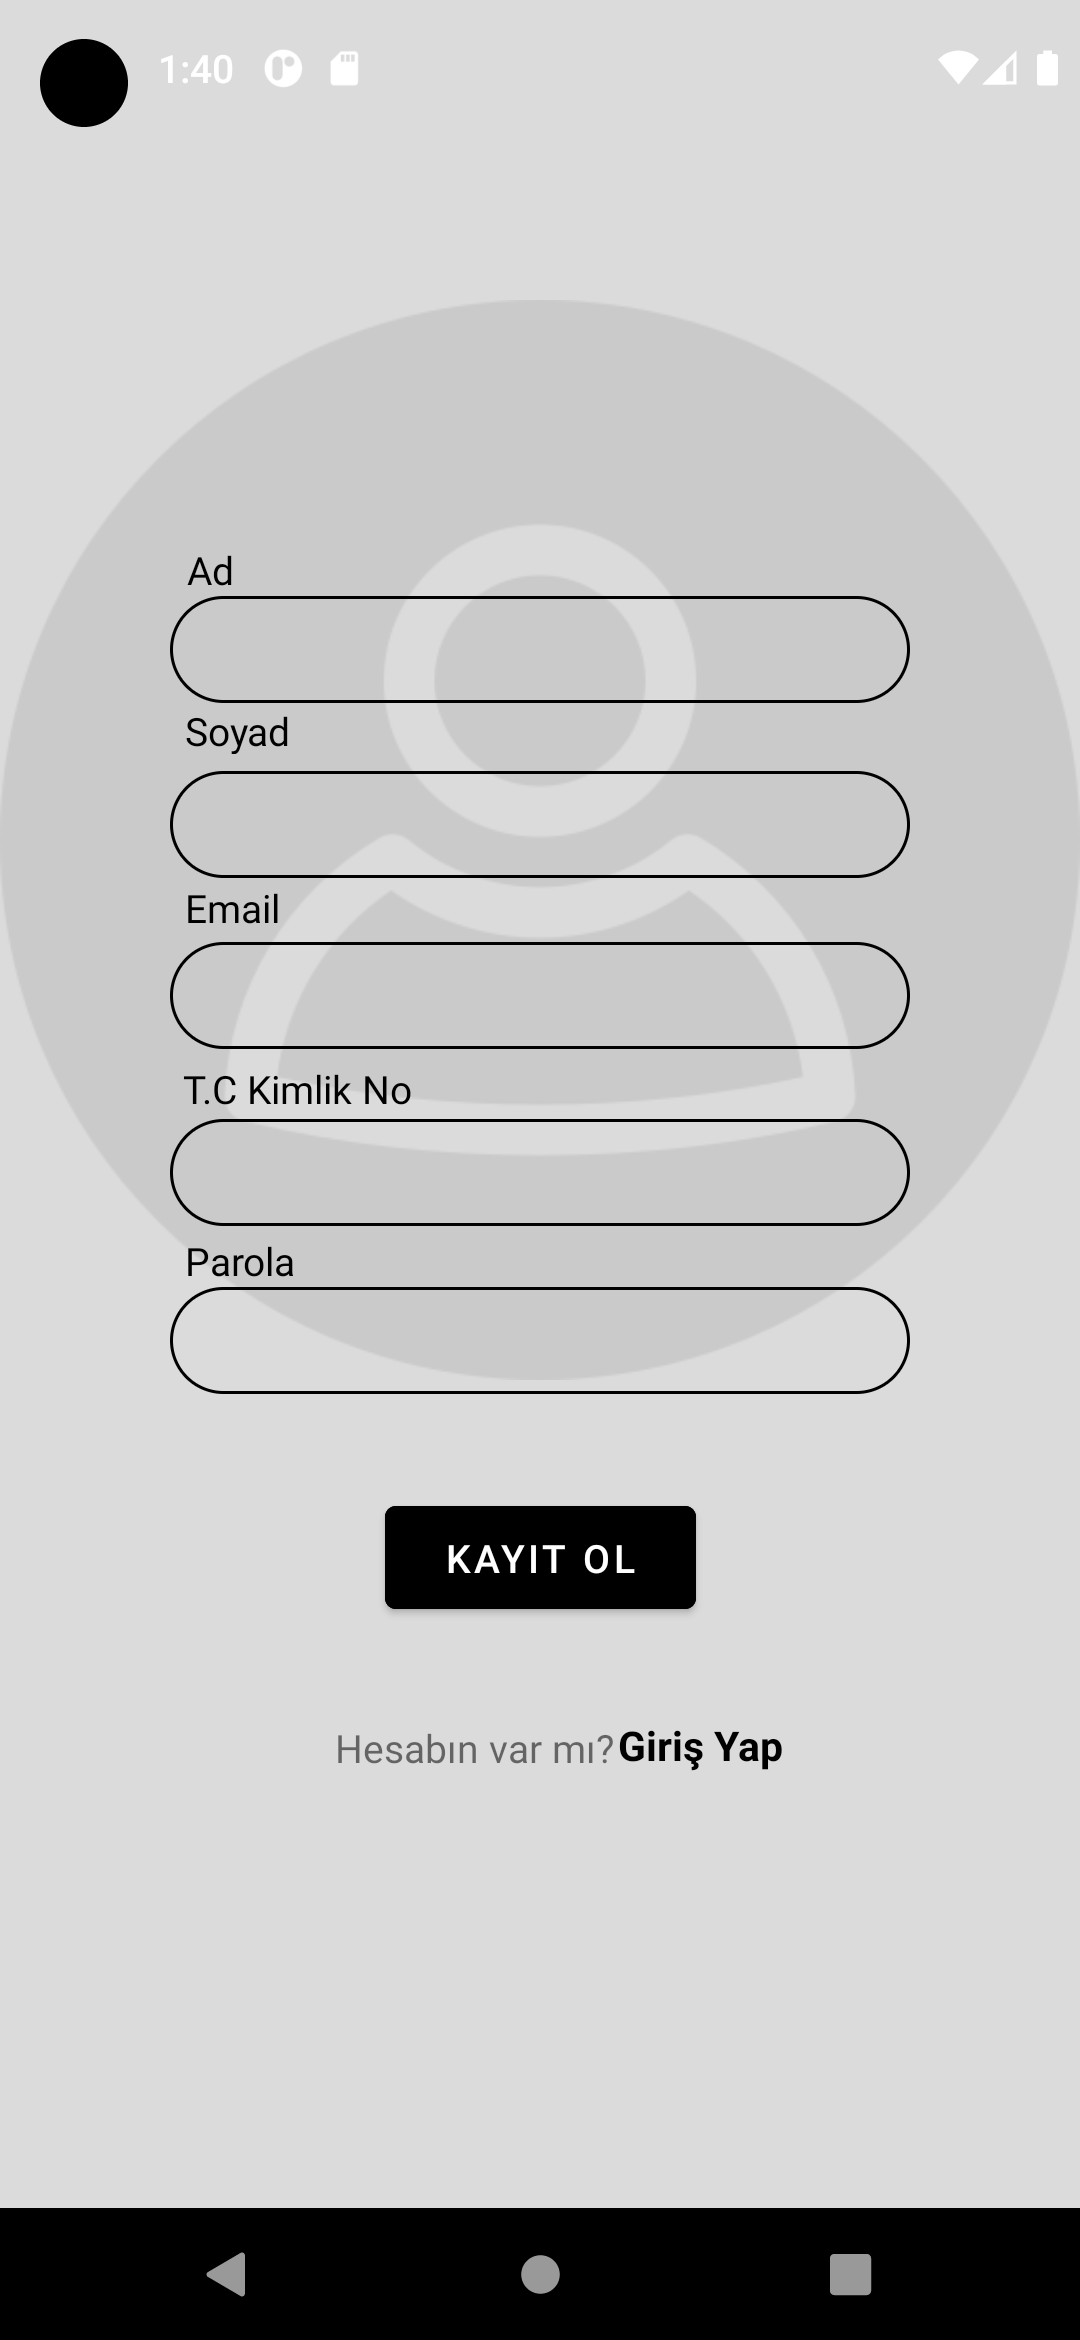 1:40
Ad
Soyad
Email
T.C Kimlik No
Parola
KAYIT OL
Hesabın var mı? Giriş Yap